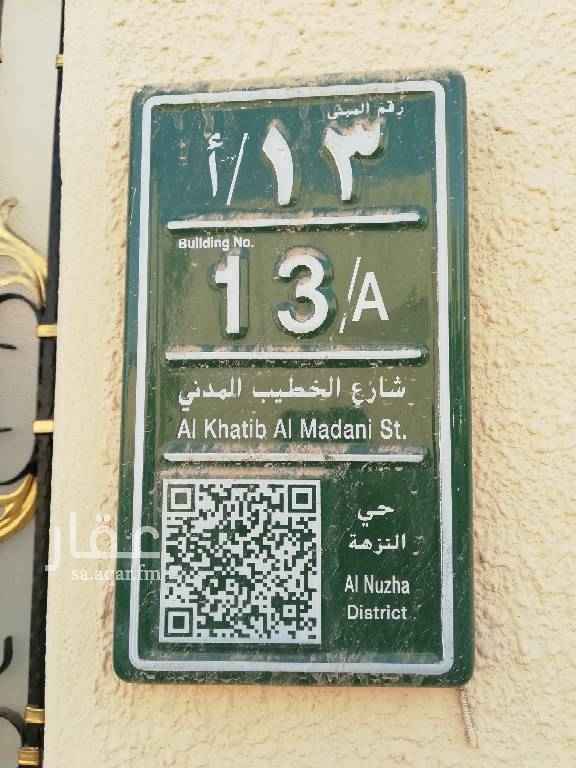 رقم المبنى
١٣/أ
Building No.
13/A
شارع الخطيب المدني
Al Khatib Al Madani St.
حي
النزهة
Al Nuzha
District
عقار
sa.aqar.fm